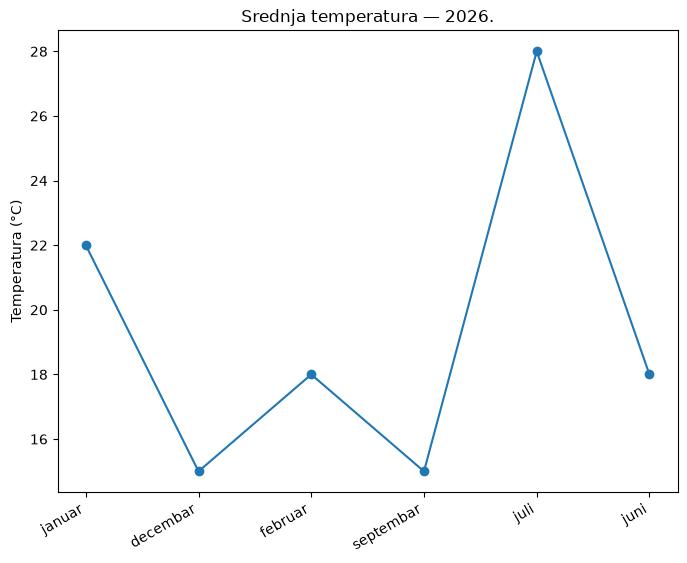 Srednja temperatura — 2026.
Temperatura (°C)
28
26
24
22
20
18
16
januar
decembar
februar
septembar
juli
juni